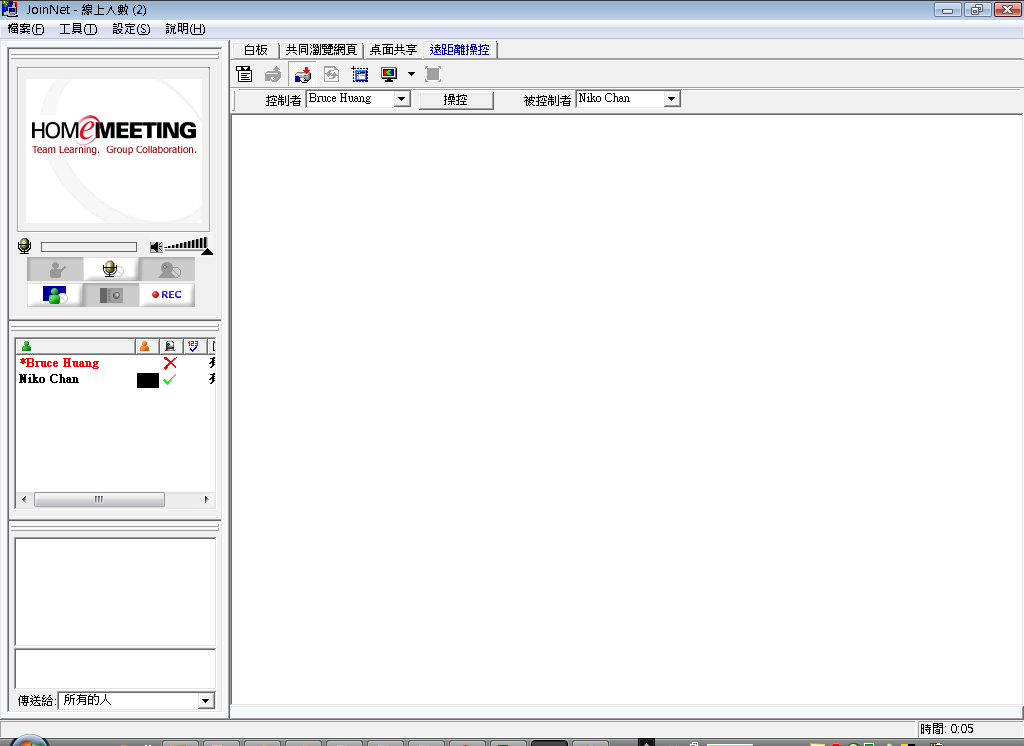 JoinNet - 線上人數 (2)
檔案(F) 工具(T) 設定(S) 說明(H)
白板 共同瀏覽網頁 桌面共享 遠距離操控
控制者 Bruce Huang 操控 被控制者 Niko Chan
HOMeMEETING
Team Learning. Group Collaboration.
REC
123
*Bruce Huang
Niko Chan
傳送給: 所有的人
時間: 0:05